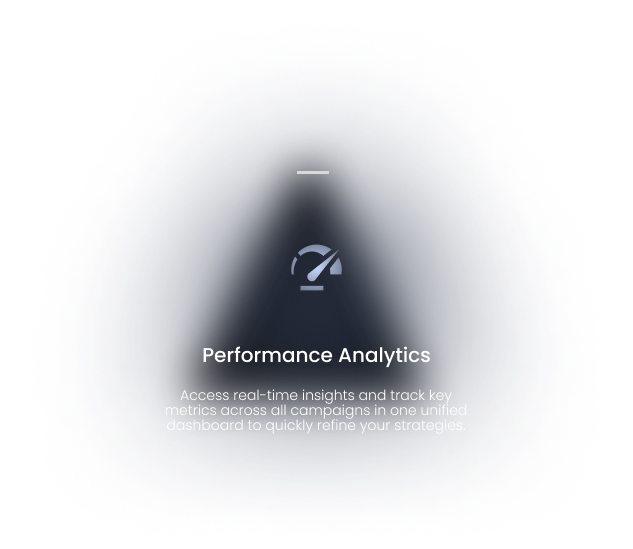 Performance Analytics
Access real-time insights and track key
metrics across all campaigns in one unified
dashboard to quickly refine your strategies.